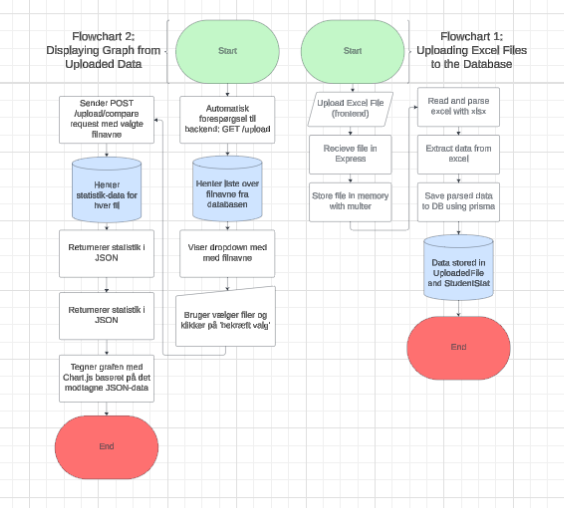 Flowchart 2:
Displaying Graph from
Uploaded Data
Start
Automatisk
forespørgsel til
backend: GET /upload
Henter liste over
filnavne fra
databasen
Viser dropdown med
med filnavne
Bruger vælger filer og
klikker på 'bekræft valg'
Sender POST
/upload/compare
request med valgte
filnavne
Henter
statistik-data for
hver fil
Returnerer statistik i
JSON
Returnerer statistik i
JSON
Tegner grafen med
Chart.js baseret på det
modtagne JSON-data
End
Flowchart 1:
Uploading Excel Files
to the Database
Start
Upload Excel File
(frontend)
Recieve file in
Express
Store file in memory
with multer
Read and parse
excel with xlsx
Extract data from
excel
Save parsed data
to DB using prisma
Data stored in
UploadedFile
and StudentStat
End